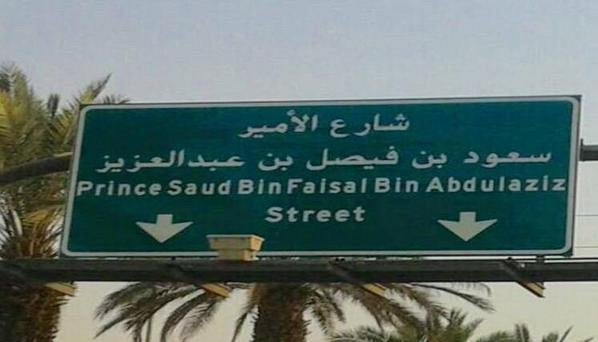 شارع الأمير
سعود بن فيصل بن عبدالعزيز
Prince Saud Bin Faisal Bin Abdulaziz
Street